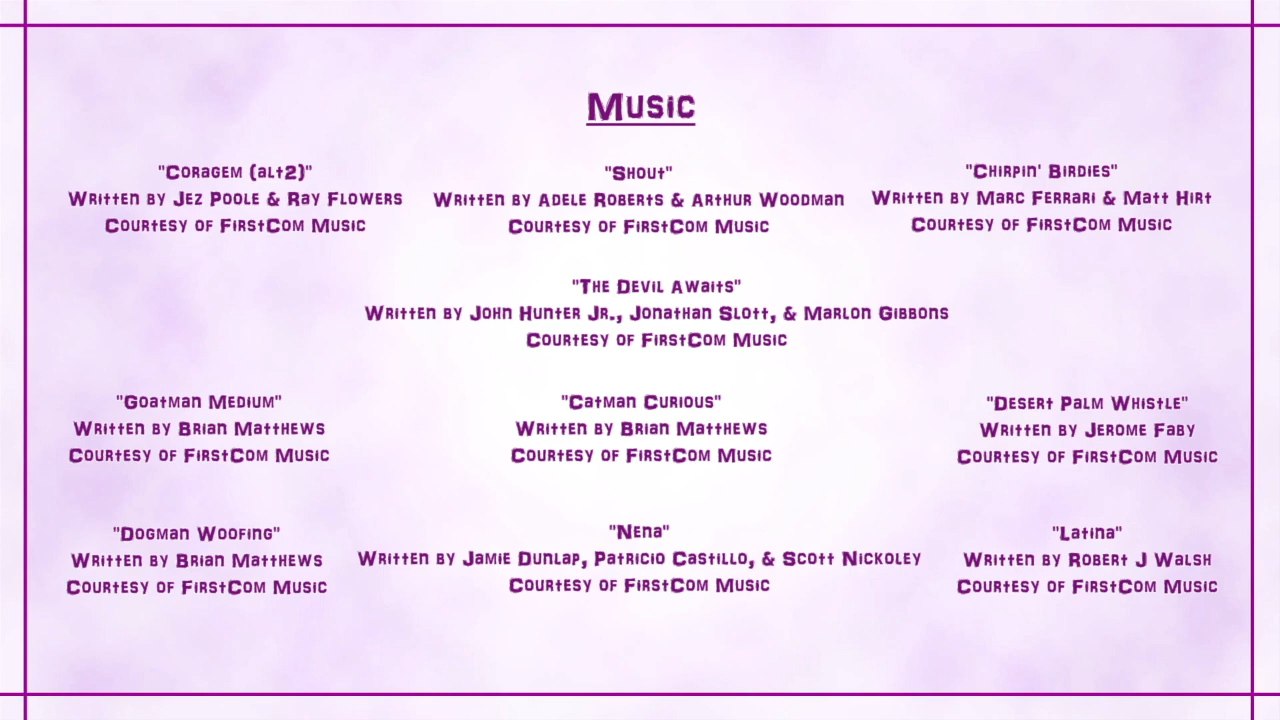 Music
"Coragem (alt2)"
Written by Jez Poole & Ray Flowers
Courtesy of FirstCom Music
"Shout"
Written by Adele Roberts & Arthur Woodman
Courtesy of FirstCom Music
"Chirpin' Birdies"
Written by Marc Ferrari & Matt Hirt
Courtesy of FirstCom Music
"The Devil Awaits"
Written by John Hunter Jr., Jonathan Slott, & Marlon Gibbons
Courtesy of FirstCom Music
"Goatman Medium"
Written by Brian Matthews
Courtesy of FirstCom Music
"Catman Curious"
Written by Brian Matthews
Courtesy of FirstCom Music
"Desert Palm Whistle"
Written by Jerome Faby
Courtesy of FirstCom Music
"Dogman Woofing"
Written by Brian Matthews
Courtesy of FirstCom Music
"Nena"
Written by Jamie Dunlap, Patricio Castillo, & Scott Nickoley
Courtesy of FirstCom Music
"Latina"
Written by Robert J Walsh
Courtesy of FirstCom Music